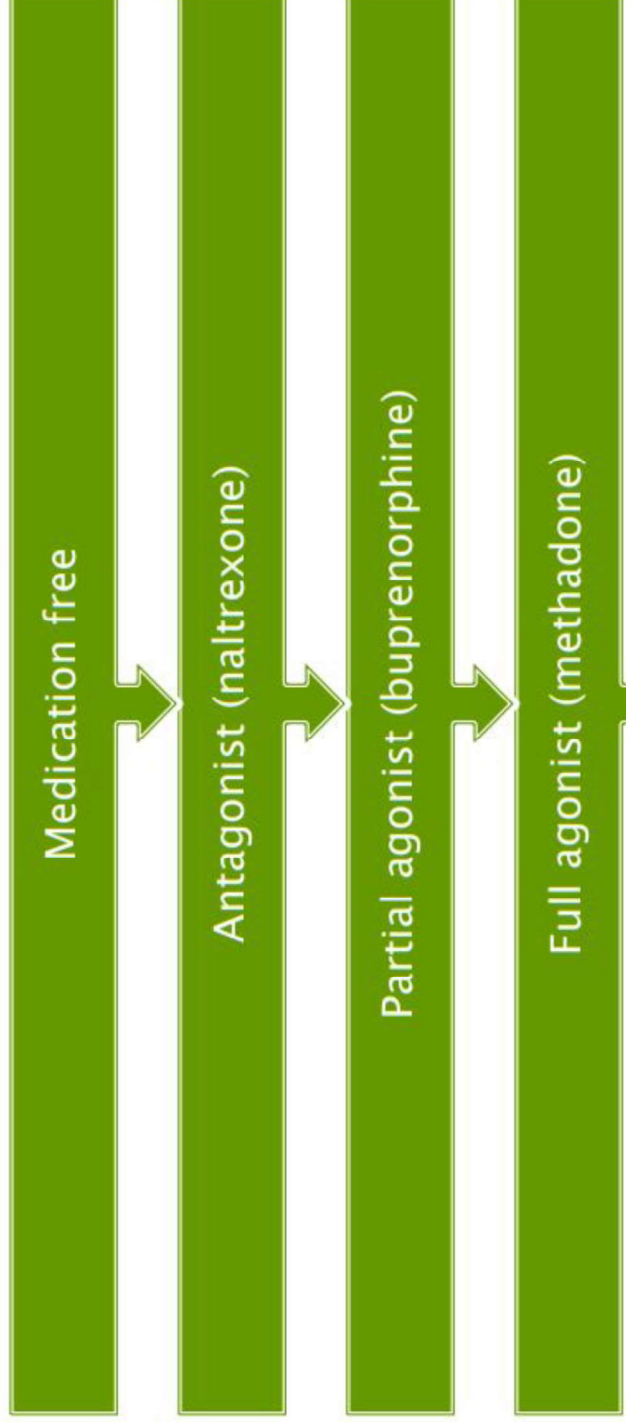 Medication free
Antagonist (naltrexone)
Partial agonist (buprenorphine)
Full agonist (methadone)